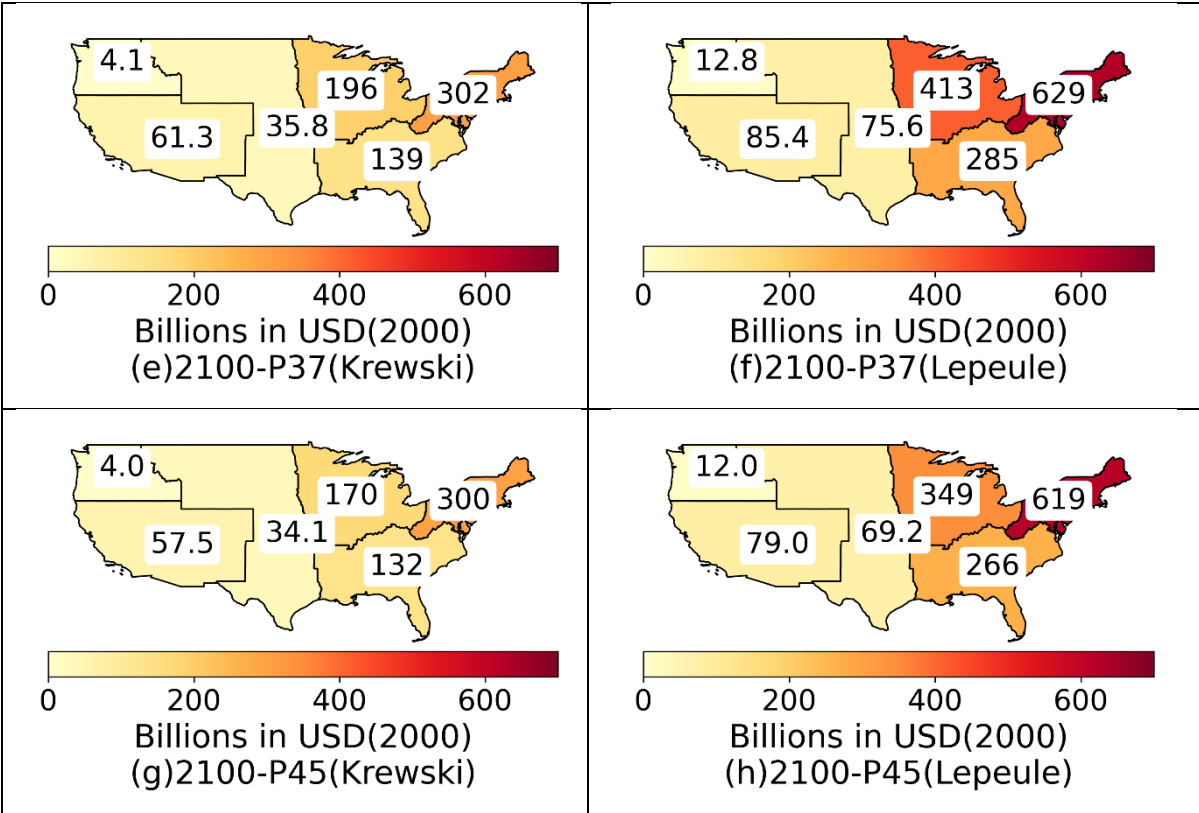 4.1
196
302
61.3
35.8
139
0 200 400 600
Billions in USD(2000)
(e)2100-P37(Krewski)
12.8
413
629
85.4
75.6
285
0 200 400 600
Billions in USD(2000)
(f)2100-P37(Lepeule)
4.0
170
300
57.5
34.1
132
0 200 400 600
Billions in USD(2000)
(g)2100-P45(Krewski)
12.0
349
619
79.0
69.2
266
0 200 400 600
Billions in USD(2000)
(h)2100-P45(Lepeule)